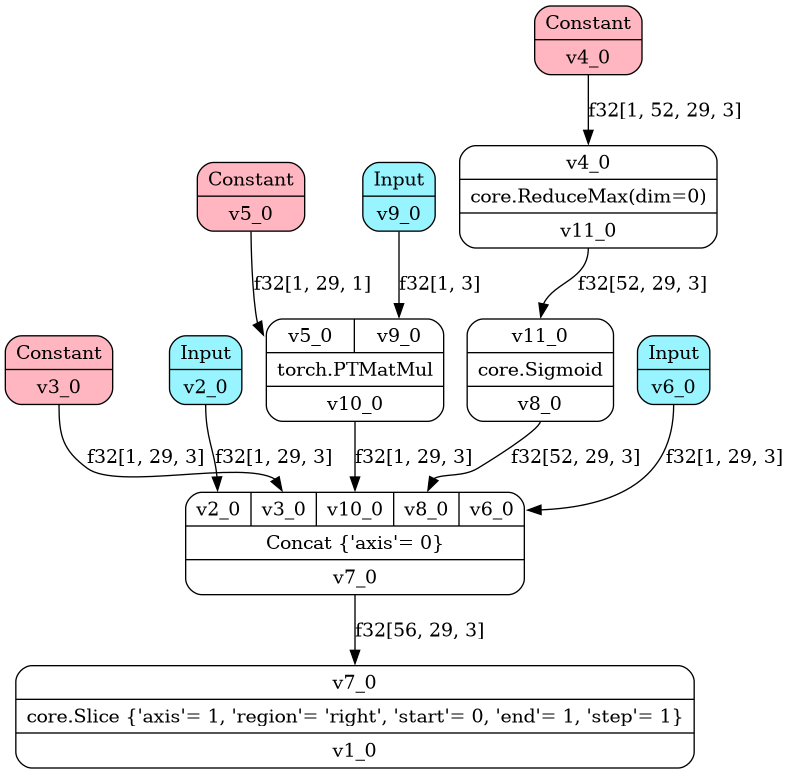 Constant
v4_0
f32[1, 52, 29, 3]
Constant
v5_0
Input
v9_0
v4_0
core.ReduceMax(dim=0)
v11_0
f32[1, 29, 1]
f32[1, 3]
f32[52, 29, 3]
Constant
v3_0
Input
v2_0
v5_0 v9_0
torch.PTMatMul
v10_0
v11_0
core.Sigmoid
v8_0
Input
v6_0
f32[1, 29, 3]
f32[1, 29, 3]
f32[1, 29, 3]
f32[52, 29, 3]
f32[1, 29, 3]
v2_0 v3_0 v10_0 v8_0 v6_0
Concat {'axis'= 0}
v7_0
f32[56, 29, 3]
v7_0
core.Slice {'axis'= 1, 'region'= 'right', 'start'= 0, 'end'= 1, 'step'= 1}
v1_0